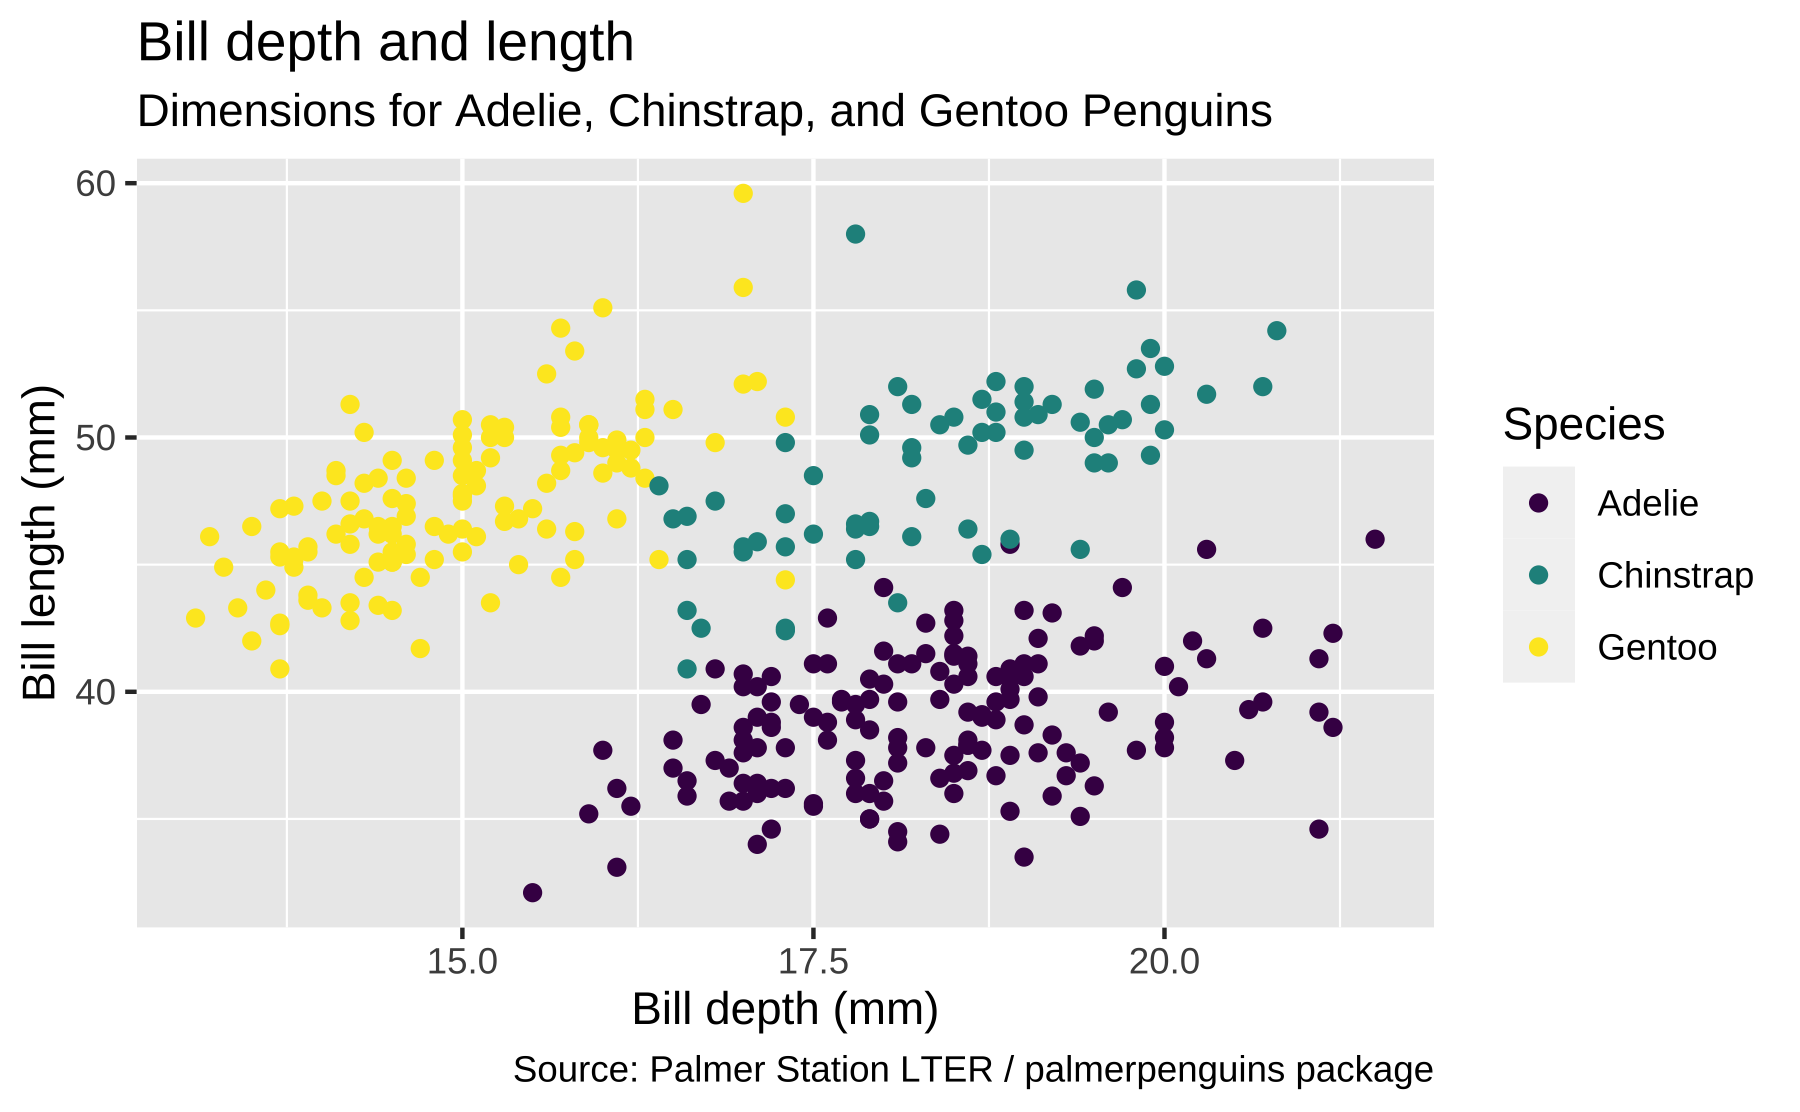 Bill depth and length
Dimensions for Adelie, Chinstrap, and Gentoo Penguins
60
50
40
Bill length (mm)
15.0 17.5 20.0
Bill depth (mm)
Species
Adelie
Chinstrap
Gentoo
Source: Palmer Station LTER / palmerpenguins package